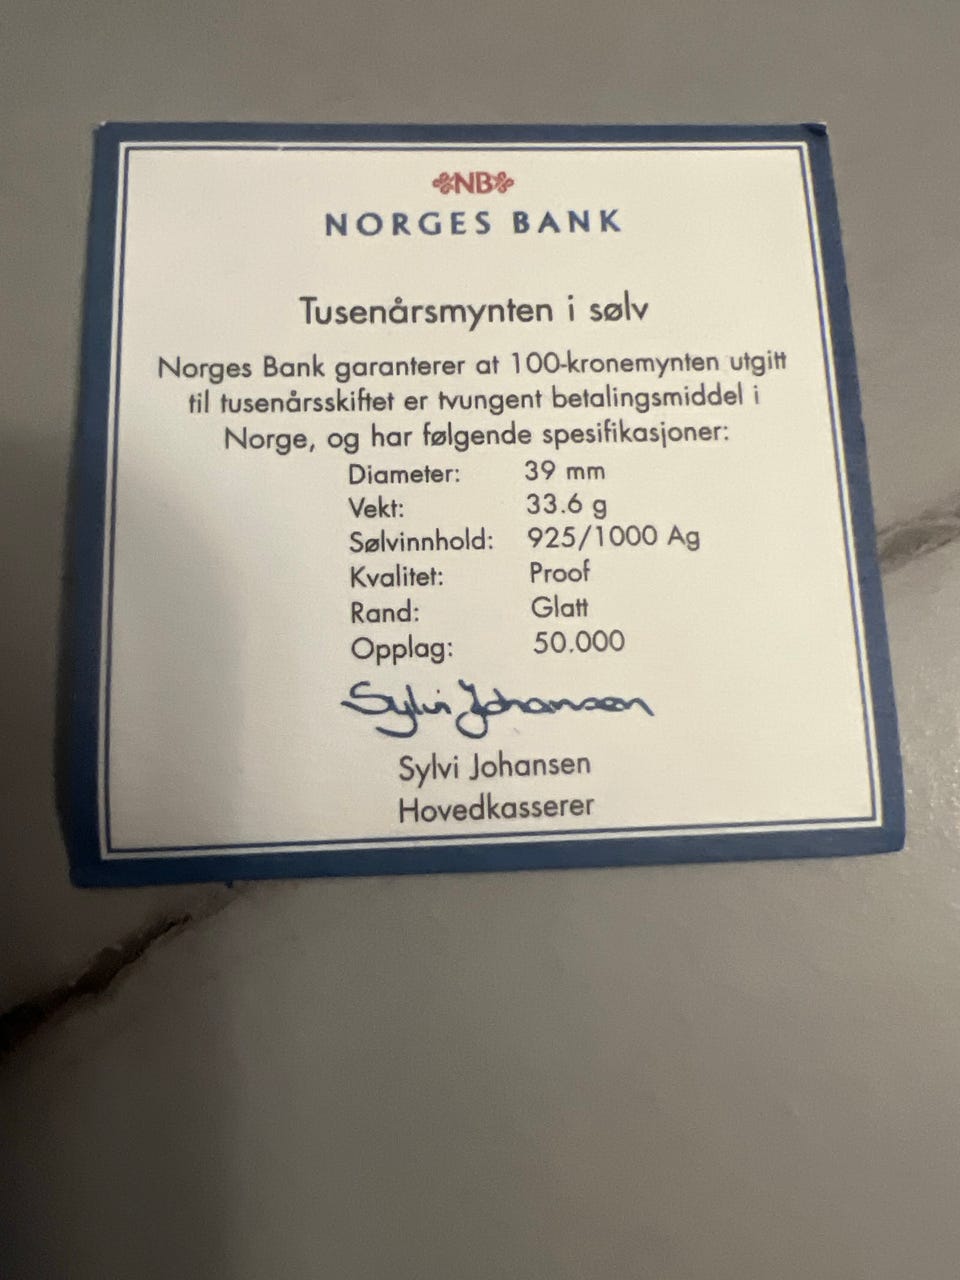 NB
NORGES BANK
Tusenårsmynten i sølv
Norges Bank garanterer at 100-kronemynten utgitt
til tusenårsskiftet er tvungent betalingsmiddel i
Norge, og har følgende spesifikasjoner:
Diameter: 39 mm
Vekt: 33.6 g
Sølvinnhold: 925/1000 Ag
Kvalitet: Proof
Rand: Glatt
Opplag: 50.000
Sylvi Johansen
Sylvi Johansen
Hovedkasserer